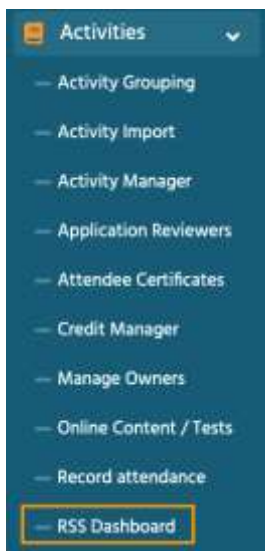 Activities
Activity Grouping
Activity Import
Activity Manager
Application Reviewers
Attendee Certificates
Credit Manager
Manage Owners
Online Content / Tests
Record attendance
RSS Dashboard